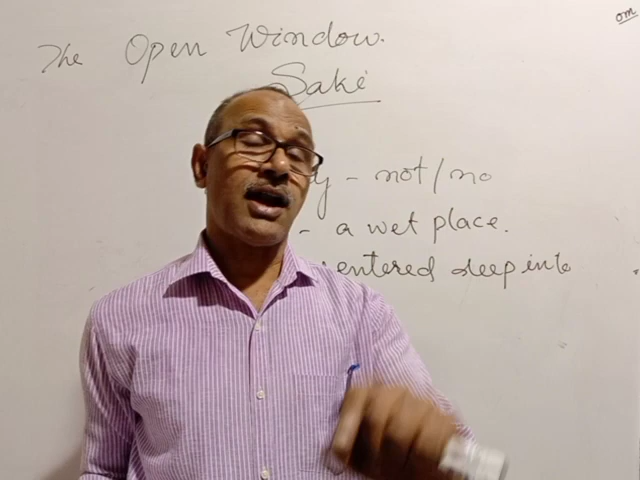 om
The Open Window.
Saki
- not/no
- a wet place.
entered deep into